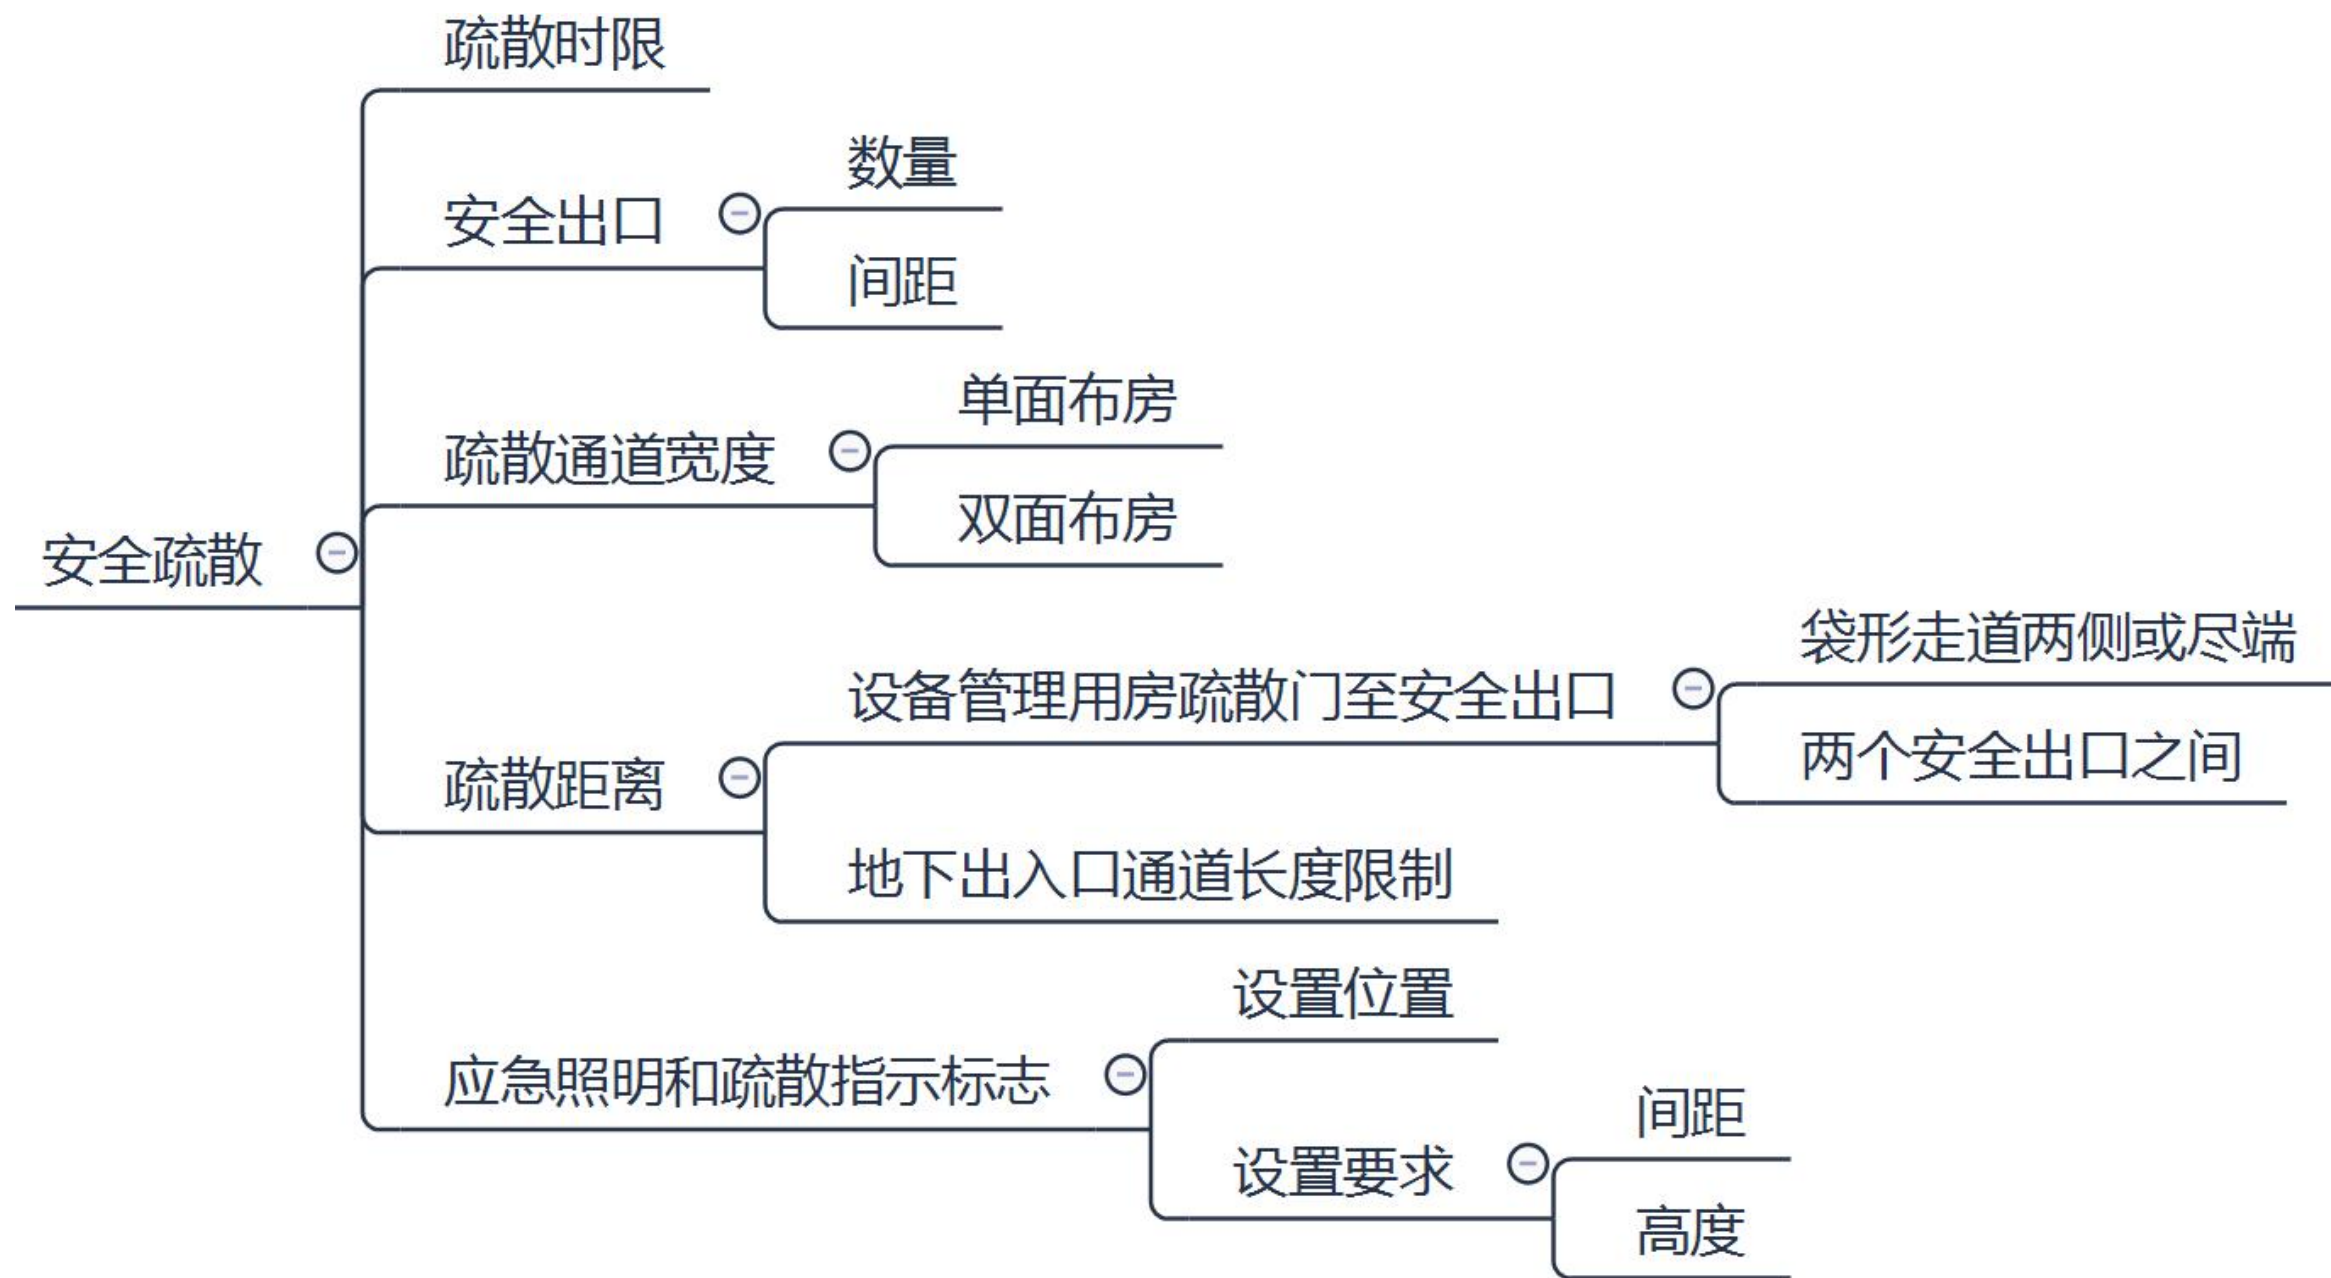 疏散时限
数量
安全出口
间距
单面布房
疏散通道宽度
双面布房
安全疏散
袋形走道两侧或尽端
设备管理用房疏散门至安全出口
两个安全出口之间
疏散距离
地下出入口通道长度限制
设置位置
应急照明和疏散指示标志
间距
设置要求
高度